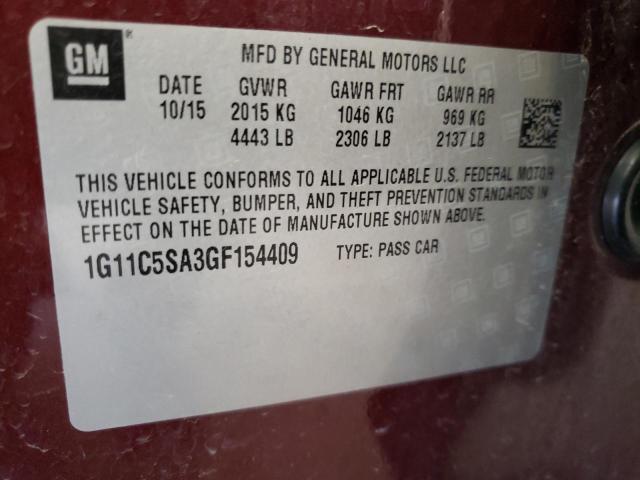 GM
®
MFD BY GENERAL MOTORS LLC
DATE GVWR GAWR FRT GAWR RR
10/15 2015 KG 1046 KG 969 KG
4443 LB 2306 LB 2137 LB
THIS VEHICLE CONFORMS TO ALL APPLICABLE U.S. FEDERAL MOTOR
VEHICLE SAFETY, BUMPER, AND THEFT PREVENTION STANDARDS IN
EFFECT ON THE DATE OF MANUFACTURE SHOWN ABOVE.
1G11C5SA3GF154409 TYPE: PASS CAR